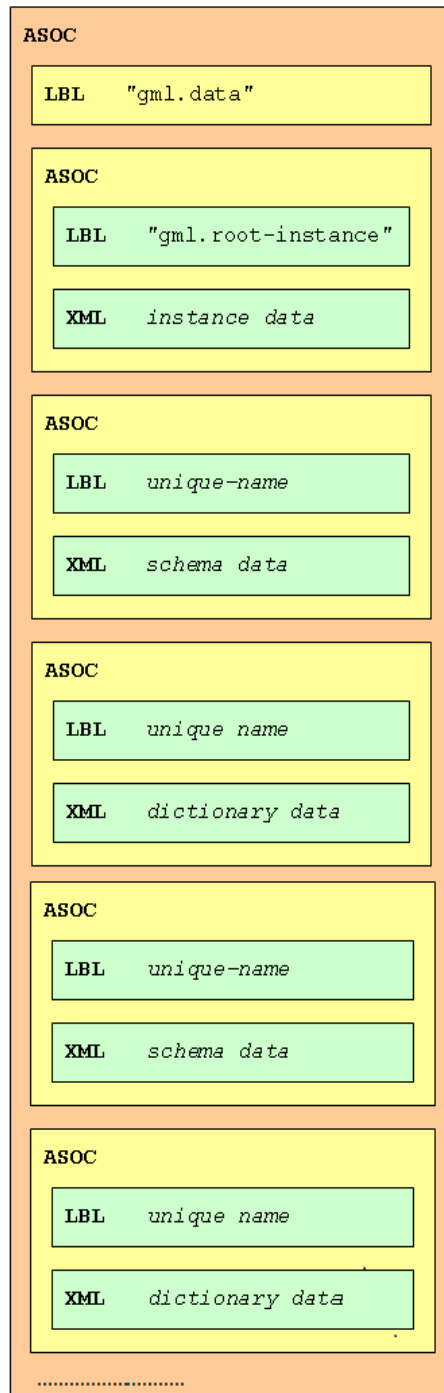 ASOC
LBL "gml.data"
ASOC
LBL "gml.root-instance"
XML instance data
ASOC
LBL unique-name
XML schema data
ASOC
LBL unique name
XML dictionary data
ASOC
LBL unique-name
XML schema data
ASOC
LBL unique name
XML dictionary data
............................